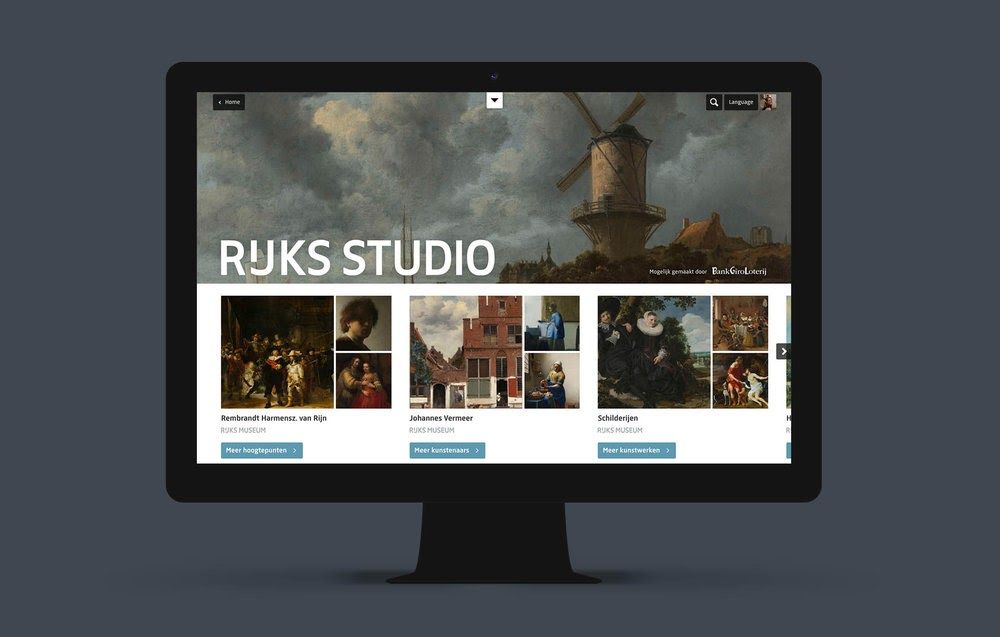 Home
Language
RIJKS STUDIO
Mogelijk gemaakt door BankGiroLoterij
Rembrandt Harmensz. van Rijn
RIJKS MUSEUM
Meer hoogtepunten
Johannes Vermeer
RIJKS MUSEUM
Meer kunstenaars
Schilderijen
RIJKS MUSEUM
Meer kunstwerken
H
R